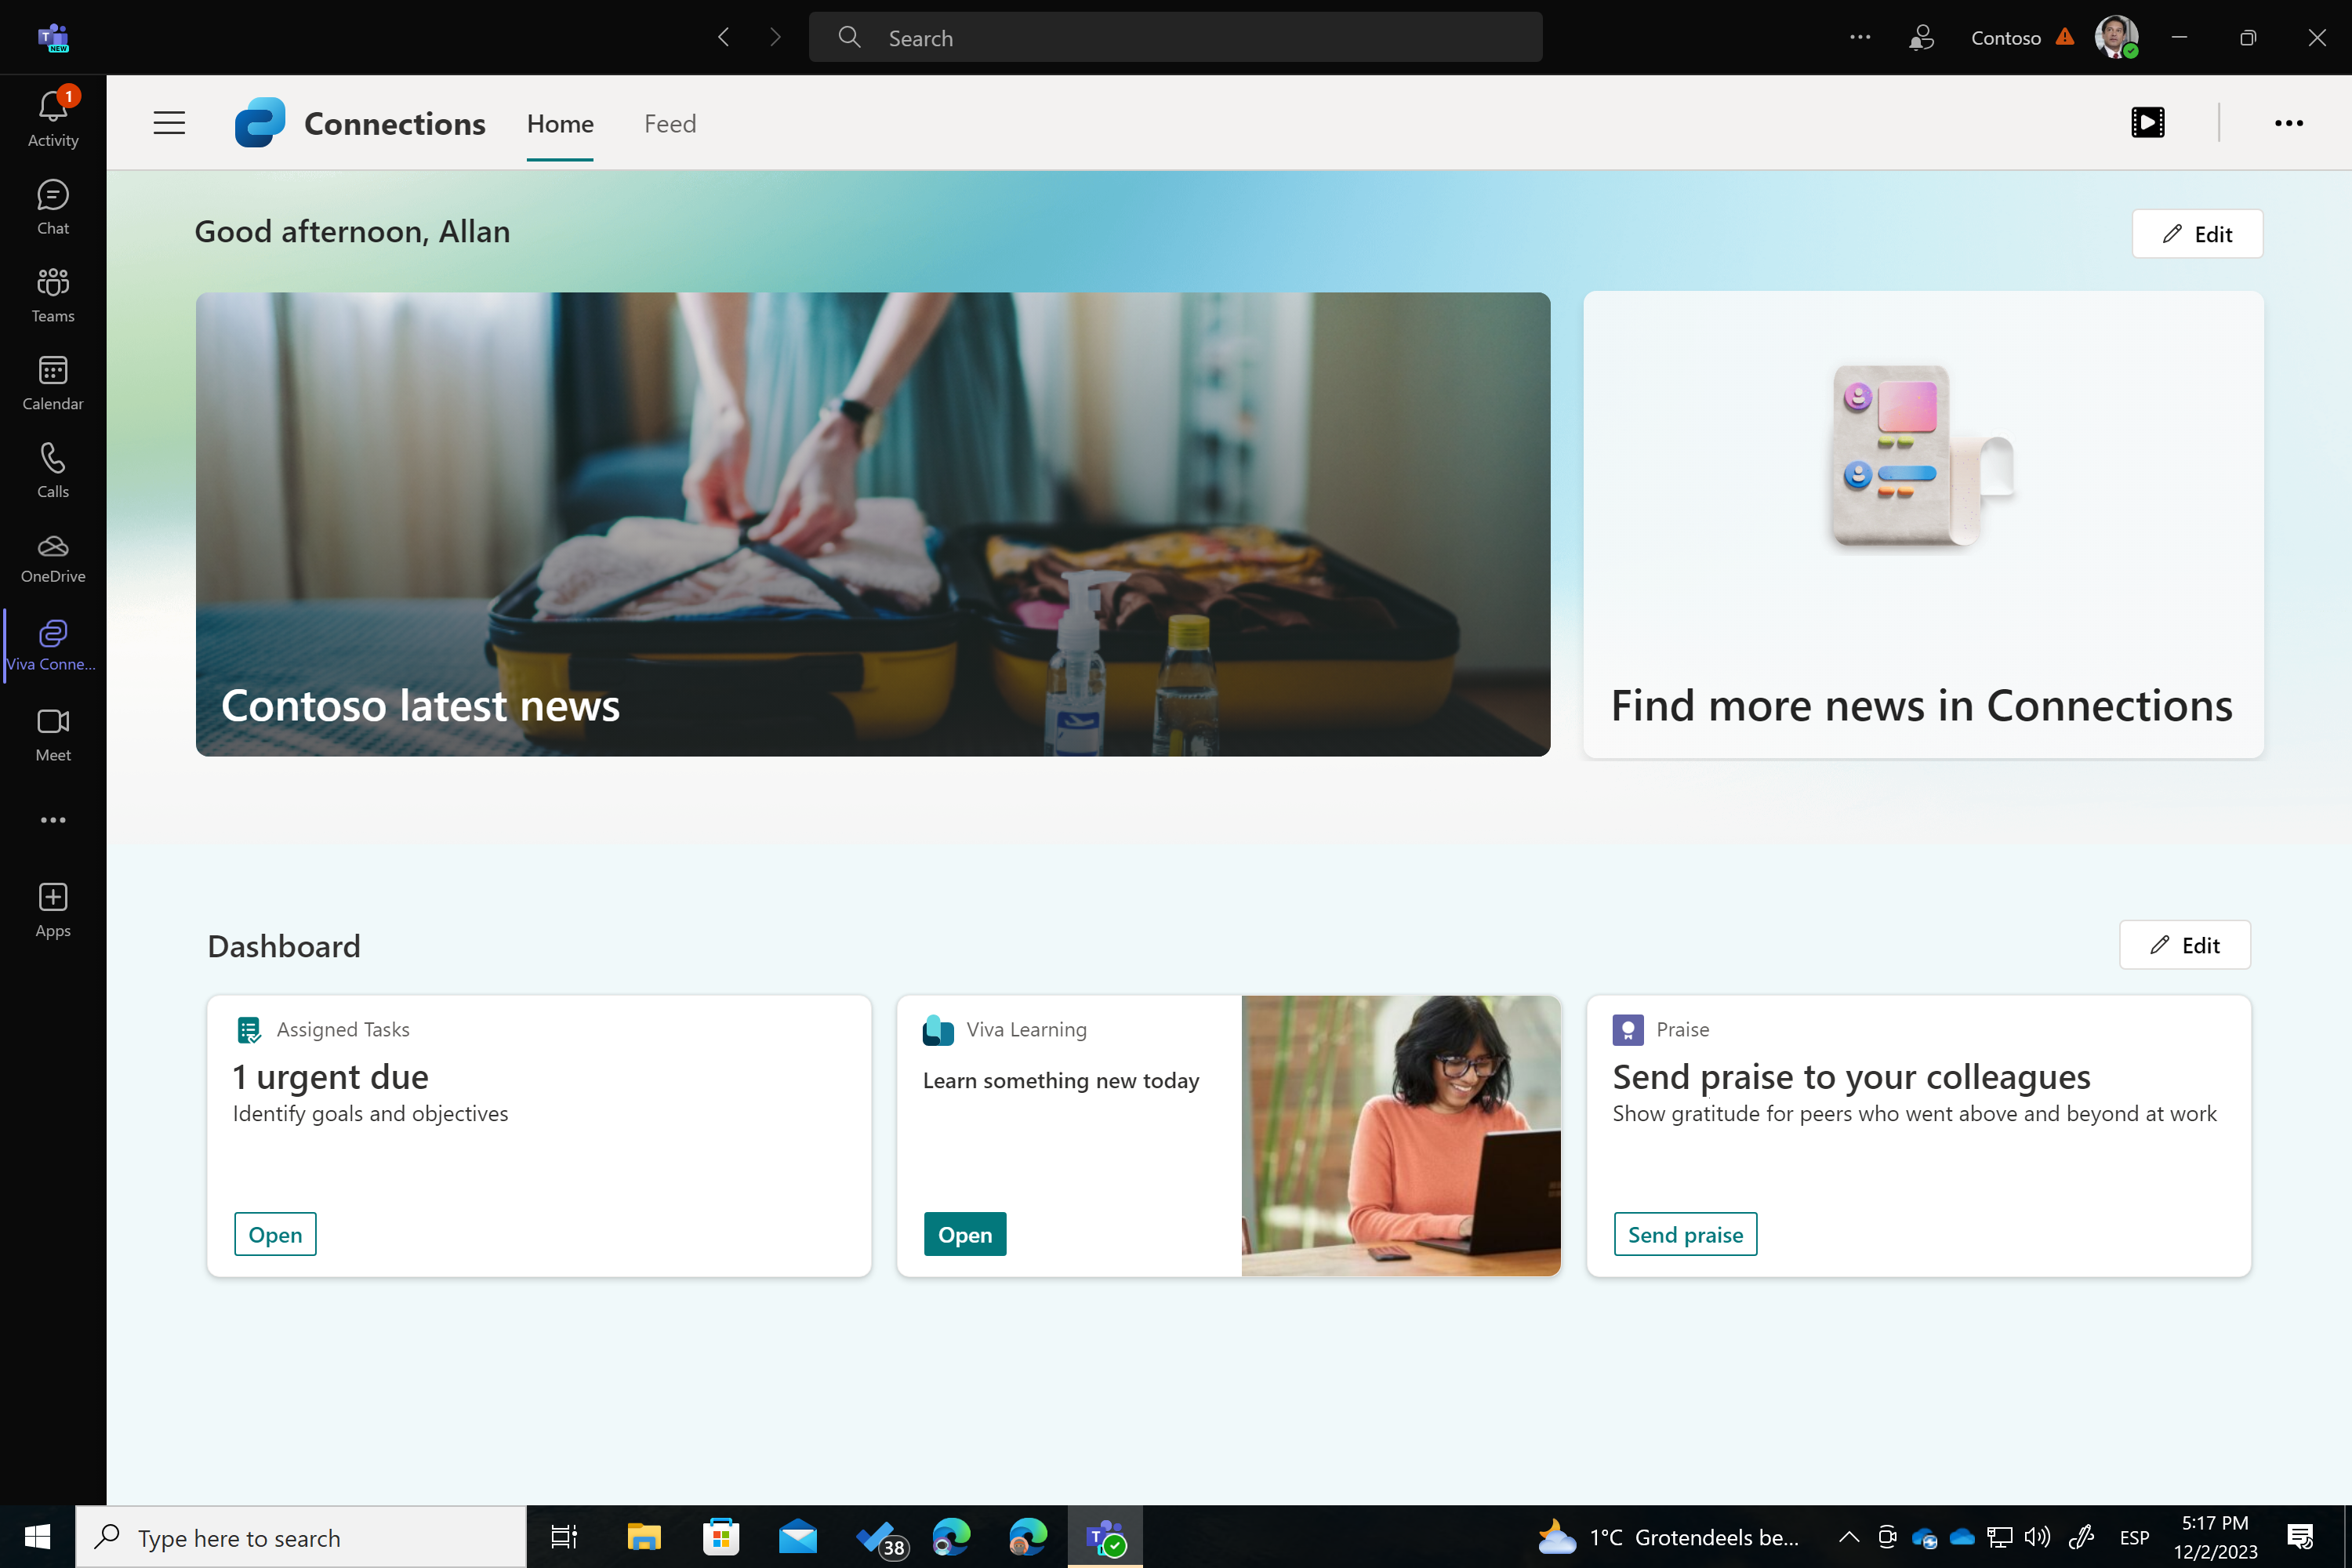 Search
Contoso
1
Activity
Chat
Teams
Calendar
Calls
OneDrive
Viva Conne...
Meet
Apps
T
NEW
Connections
Home
Feed
Good afternoon, Allan
Edit
Contoso latest news
Find more news in Connections
Dashboard
Edit
Assigned Tasks
1 urgent due
Identify goals and objectives
Open
Viva Learning
Learn something new today
Open
Praise
Send praise to your colleagues
Show gratitude for peers who went above and beyond at work
Send praise
Type here to search
38
T
1°C Grotendeels be...
ESP
5:17 PM
12/2/2023